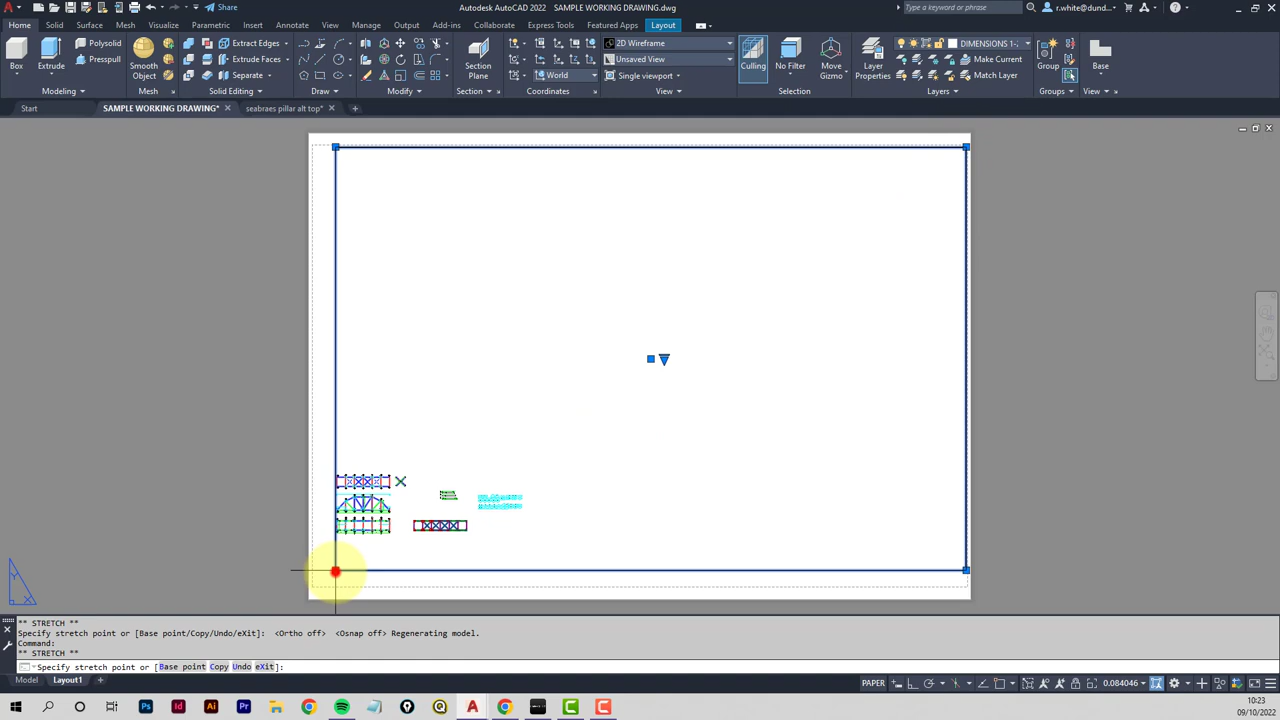 Share
Autodesk AutoCAD 2022 SAMPLE WORKING DRAWING.dwg
Type a keyword or phrase
r.white@dund...
Home Solid Surface Mesh Visualize Parametric Insert Annotate View Manage Output Add-ins Collaborate Express Tools Featured Apps Layout
Box
Extrude
Polysolid
Presspull
Modeling
Smooth Object
Mesh
Extract Edges
Extrude Faces
Separate
Solid Editing
Draw
Modify
Section Plane
Section
World
Coordinates
2D Wireframe
Unsaved View
Single viewport
View
Culling
No Filter
Move Gizmo
Selection
Layer Properties
DIMENSIONS 1-
Make Current
Match Layer
Layers
Group
Groups
Base
View
Start SAMPLE WORKING DRAWING* seabraes pillar alt top*
** STRETCH **
Specify stretch point or [Base point/Copy/Undo/eXit]: <Ortho off> <Osnap off> Regenerating model.
Command:
** STRETCH **
Specify stretch point or [Base point Copy Undo eXit]:
Model Layout1
PAPER
0.084046
Y
X
10:23
09/10/2022